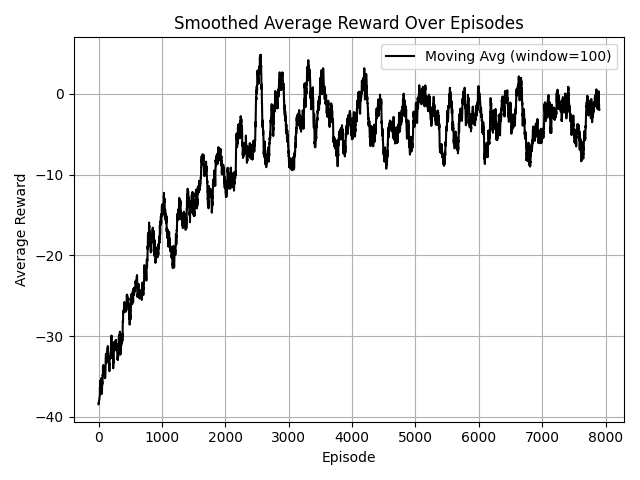 Smoothed Average Reward Over Episodes
Moving Avg (window=100)
0
−10
−20
−30
−40
Average Reward
0 1000 2000 3000 4000 5000 6000 7000 8000
Episode